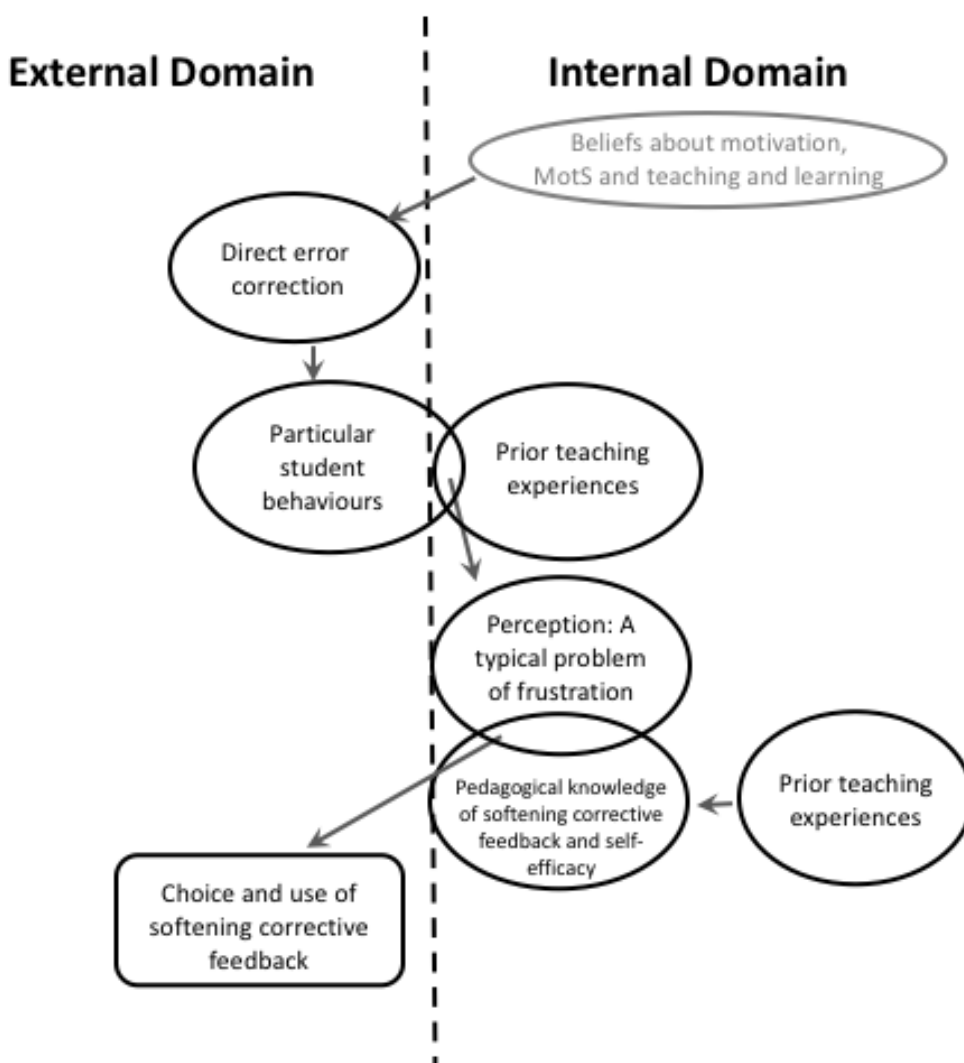 External Domain
Internal Domain
Beliefs about motivation,
MotS and teaching and learning
Direct error
correction
Particular
student
behaviours
Prior teaching
experiences
Perception: A
typical problem
of frustration
Pedagogical knowledge
of softening corrective
feedback and self-
efficacy
Prior teaching
experiences
Choice and use of
softening corrective
feedback